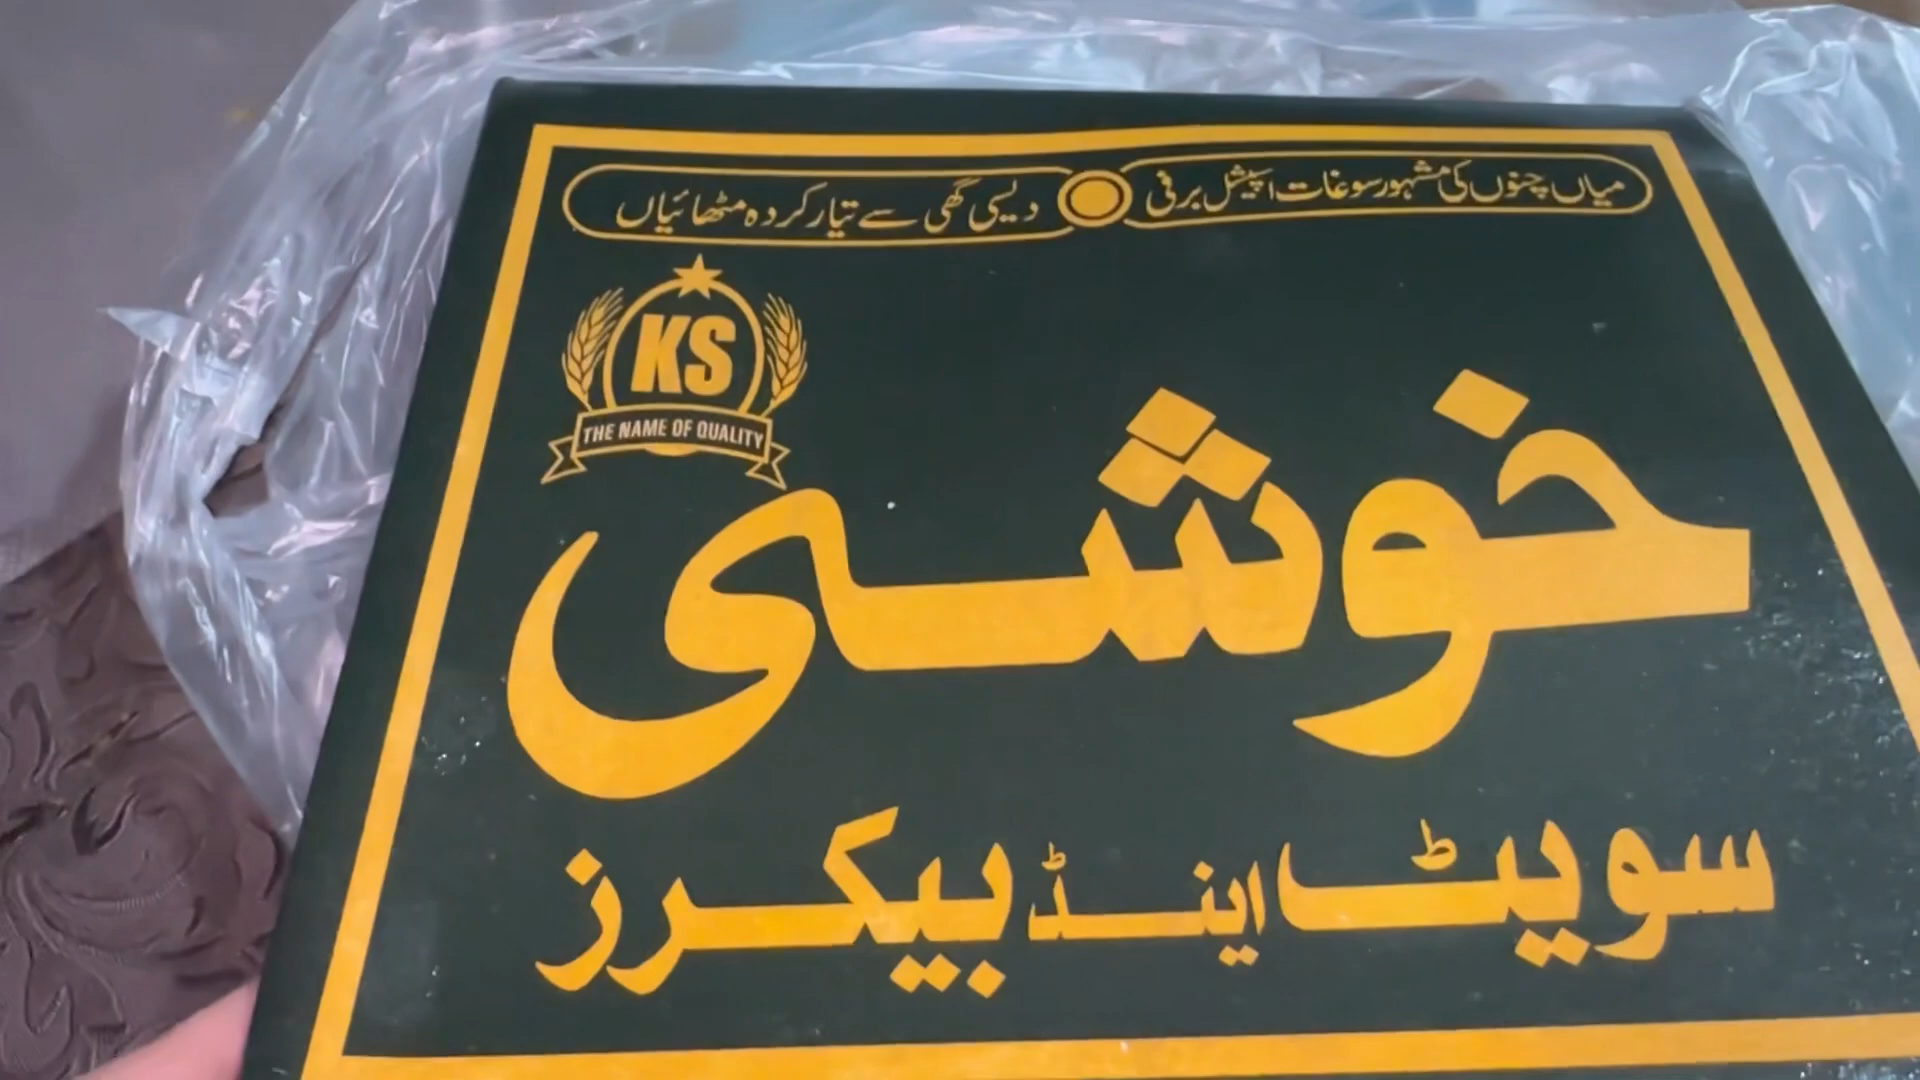 میاں چنوں کی مشہور سوغات اسپیشل برفی
دیسی گھی سے تیار کردہ مٹھائیاں
KS
THE NAME OF QUALITY
خوشی
سویٹ اینڈ بیکرز